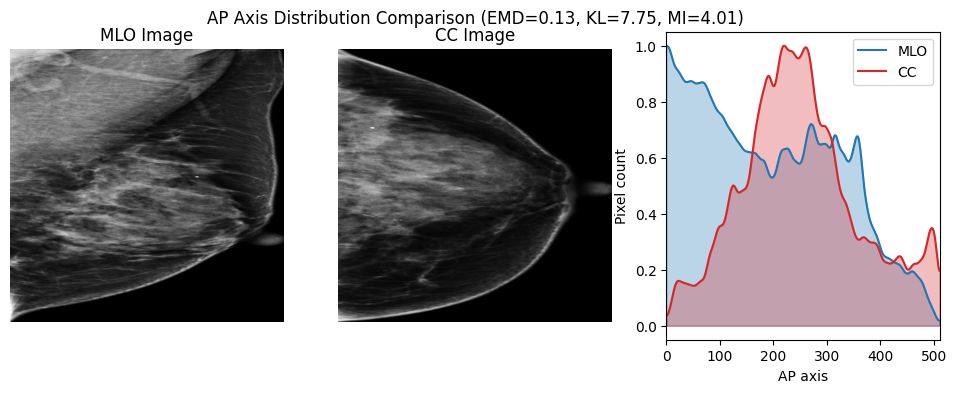 AP Axis Distribution Comparison (EMD=0.13, KL=7.75, MI=4.01)
MLO Image
CC Image
MLO
CC
Pixel count
1.0
0.8
0.6
0.4
0.2
0.0
0 100 200 300 400 500
AP axis